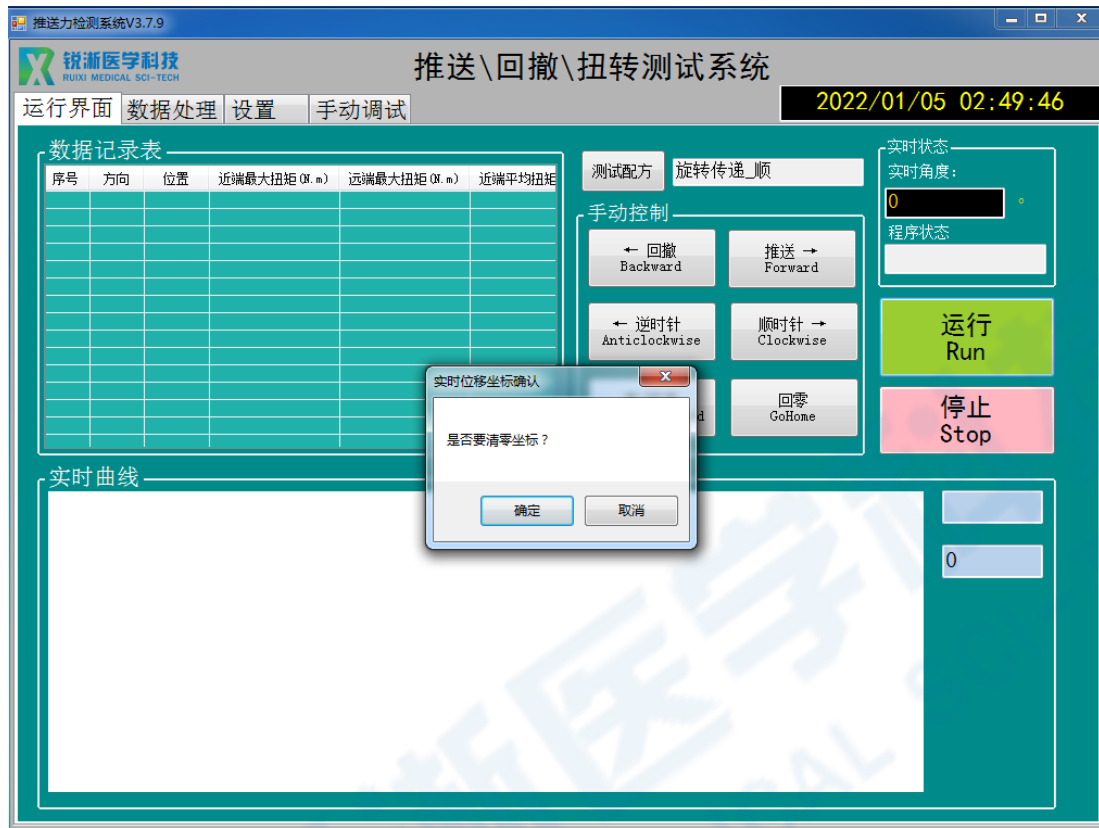 推送力检测系统V3.7.9
锐浙医学科技
RUIXI MEDICAL SCI-TECH
推送\回撤\扭转测试系统
运行界面 数据处理 设置 手动调试
2022/01/05 02:49:46
数据记录表
序号 方向 位置 近端最大扭矩(N.m) 远端最大扭矩(N.m) 近端平均扭矩
测试配方 旋转传递_顺
手动控制
← 回撤
Backward
推送 →
Forward
← 逆时针
Anticlockwise
顺时针 →
Clockwise
回零
GoHome
实时状态
实时角度:
0 °
程序状态
运行
Run
停止
Stop
实时位移坐标确认
是否要清零坐标?
确定 取消
实时曲线
0